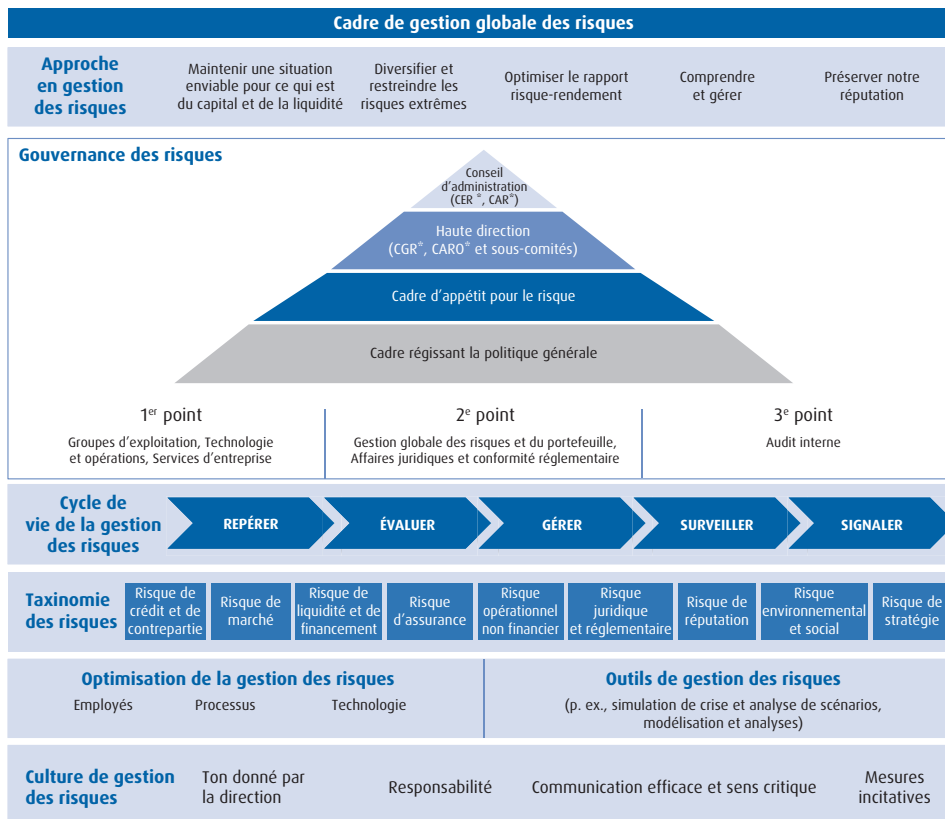 Cadre de gestion globale des risques
Approche
en gestion
des risques
Maintenir une situation
enviable pour ce qui est
du capital et de la liquidité
Diversifier et
restreindre les
risques extrêmes
Optimiser le rapport
risque-rendement
Comprendre
et gérer
Préserver notre
réputation
Gouvernance des risques
Conseil
d'administration
(CER *, CAR*)
Haute direction
(CGR*, CARO* et sous-comités)
Cadre d'appétit pour le risque
Cadre régissant la politique générale
1er point
Groupes d'exploitation, Technologie
et opérations, Services d'entreprise
2e point
Gestion globale des risques et du portefeuille,
Affaires juridiques et conformité réglementaire
3e point
Audit interne
Cycle de
vie de la gestion
des risques
REPÉRER
ÉVALUER
GÉRER
SURVEILLER
SIGNALER
Taxinomie
des risques
Risque de
crédit et de
contrepartie
Risque de
marché
Risque de
liquidité et de
financement
Risque
d'assurance
Risque
opérationnel
non financier
Risque
juridique
et réglementaire
Risque de
réputation
Risque
environnemental
et social
Risque de
stratégie
Optimisation de la gestion des risques
Employés
Processus
Technologie
Outils de gestion des risques
(p. ex., simulation de crise et analyse de scénarios,
modélisation et analyses)
Culture de gestion
des risques
Ton donné par
la direction
Responsabilité
Communication efficace et sens critique
Mesures
incitatives